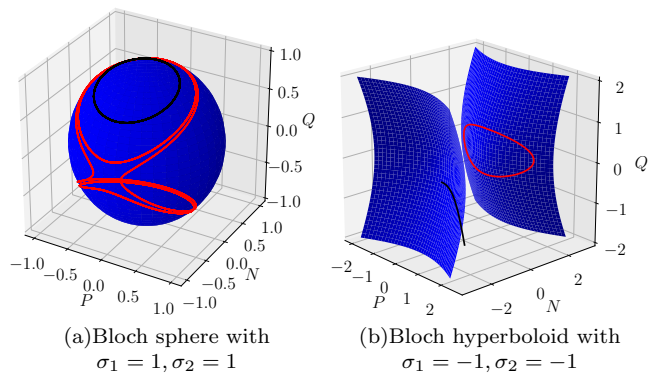 1.0
0.5
0.0
Q
−0.5
−1.0
1.0
0.5
0.0
N
−0.5
−1.0
−1.0
−0.5
0.0
P
0.5
1.0
2
1
0
Q
−1
−2
−2
−1
0
P
1
2
−2
0
N
2
(a)Bloch sphere with
σ₁ = 1, σ₂ = 1
(b)Bloch hyperboloid with
σ₁ = −1, σ₂ = −1